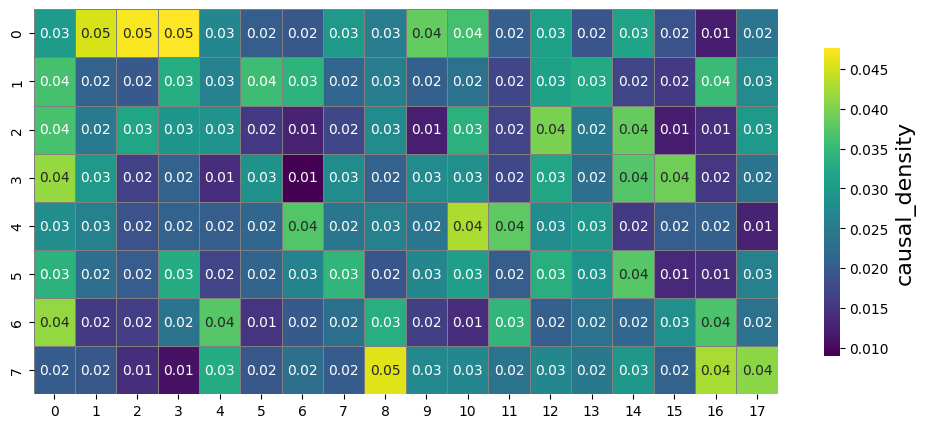 0 0.03 0.05 0.05 0.05 0.03 0.02 0.02 0.03 0.03 0.04 0.04 0.02 0.03 0.02 0.03 0.02 0.01 0.02
1 0.04 0.02 0.02 0.03 0.03 0.04 0.03 0.02 0.03 0.02 0.02 0.02 0.03 0.03 0.02 0.02 0.04 0.03
2 0.04 0.02 0.03 0.03 0.03 0.02 0.01 0.02 0.03 0.01 0.03 0.02 0.04 0.02 0.04 0.01 0.01 0.03
3 0.04 0.03 0.02 0.02 0.01 0.03 0.01 0.03 0.02 0.03 0.03 0.02 0.03 0.02 0.04 0.04 0.02 0.02
4 0.03 0.03 0.02 0.02 0.02 0.02 0.04 0.02 0.03 0.02 0.04 0.04 0.03 0.03 0.02 0.02 0.02 0.01
5 0.03 0.02 0.02 0.03 0.02 0.02 0.03 0.03 0.02 0.03 0.03 0.02 0.03 0.03 0.04 0.01 0.01 0.03
6 0.04 0.02 0.02 0.02 0.04 0.01 0.02 0.02 0.03 0.02 0.01 0.03 0.02 0.02 0.02 0.03 0.04 0.02
7 0.02 0.02 0.01 0.01 0.03 0.02 0.02 0.02 0.05 0.03 0.03 0.02 0.03 0.02 0.03 0.02 0.04 0.04
0 1 2 3 4 5 6 7 8 9 10 11 12 13 14 15 16 17
0.045
0.040
0.035
0.030
0.025
0.020
0.015
0.010
causal_density